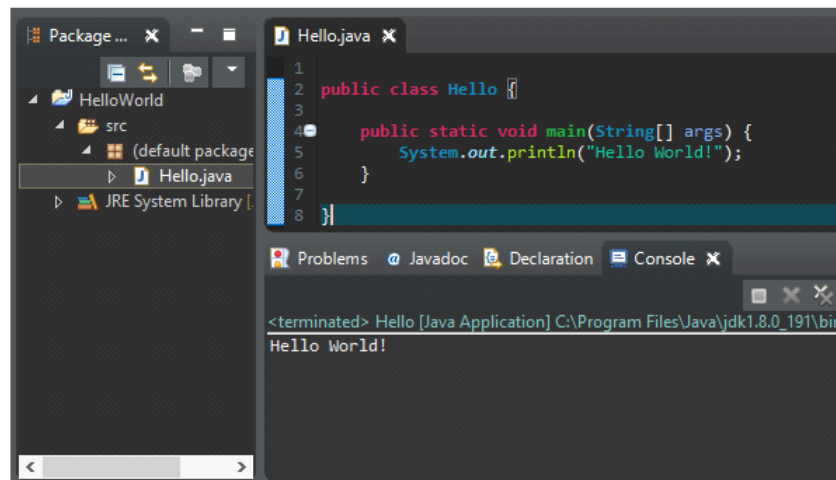 Package ...
HelloWorld
src
(default package
Hello.java
JRE System Library [
Hello.java
1
2 public class Hello {
3
4     public static void main(String[] args) {
5         System.out.println("Hello World!");
6     }
7
8 }
Problems @ Javadoc Declaration Console
<terminated> Hello [Java Application] C:\Program Files\Java\jdk1.8.0_191\bin
Hello World!